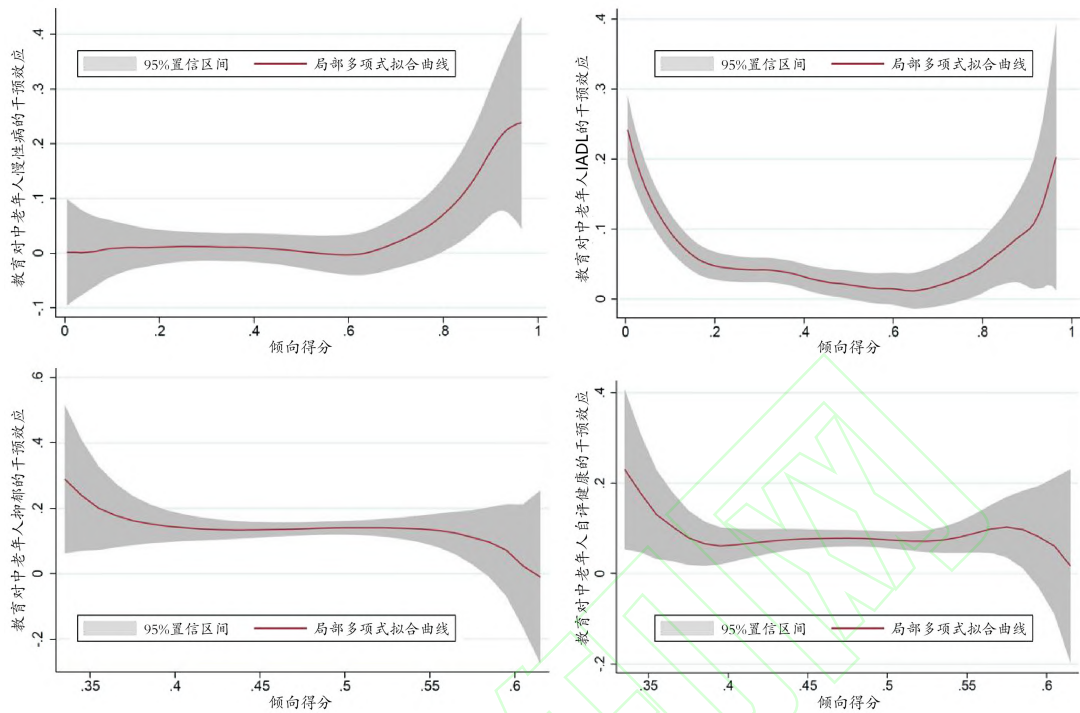 教育对中老年人慢性病的干预效应
.4
.3
.2
.1
0
-.1
95%置信区间
局部多项式拟合曲线
0 .2 .4 .6 .8 1
倾向得分
教育对中老年人IADL的干预效应
.4
.3
.2
.1
0
95%置信区间
局部多项式拟合曲线
0 .2 .4 .6 .8 1
倾向得分
教育对中老年人抑郁的干预效应
.6
.4
.2
0
-.2
95%置信区间
局部多项式拟合曲线
.35 .4 .45 .5 .55 .6
倾向得分
教育对中老年人自评健康的干预效应
.4
.2
0
-.2
95%置信区间
局部多项式拟合曲线
.35 .4 .45 .5 .55 .6
倾向得分